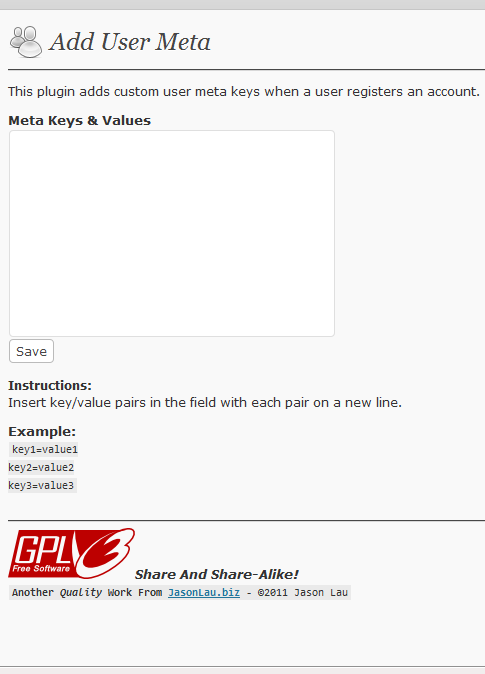 Add User Meta
This plugin adds custom user meta keys when a user registers an account.
Meta Keys & Values
Save
Instructions:
Insert key/value pairs in the field with each pair on a new line.
Example:
key1=value1
key2=value2
key3=value3
GPLv3
Free Software
Share And Share-Alike!
Another Quality Work From JasonLau.biz - ©2011 Jason Lau